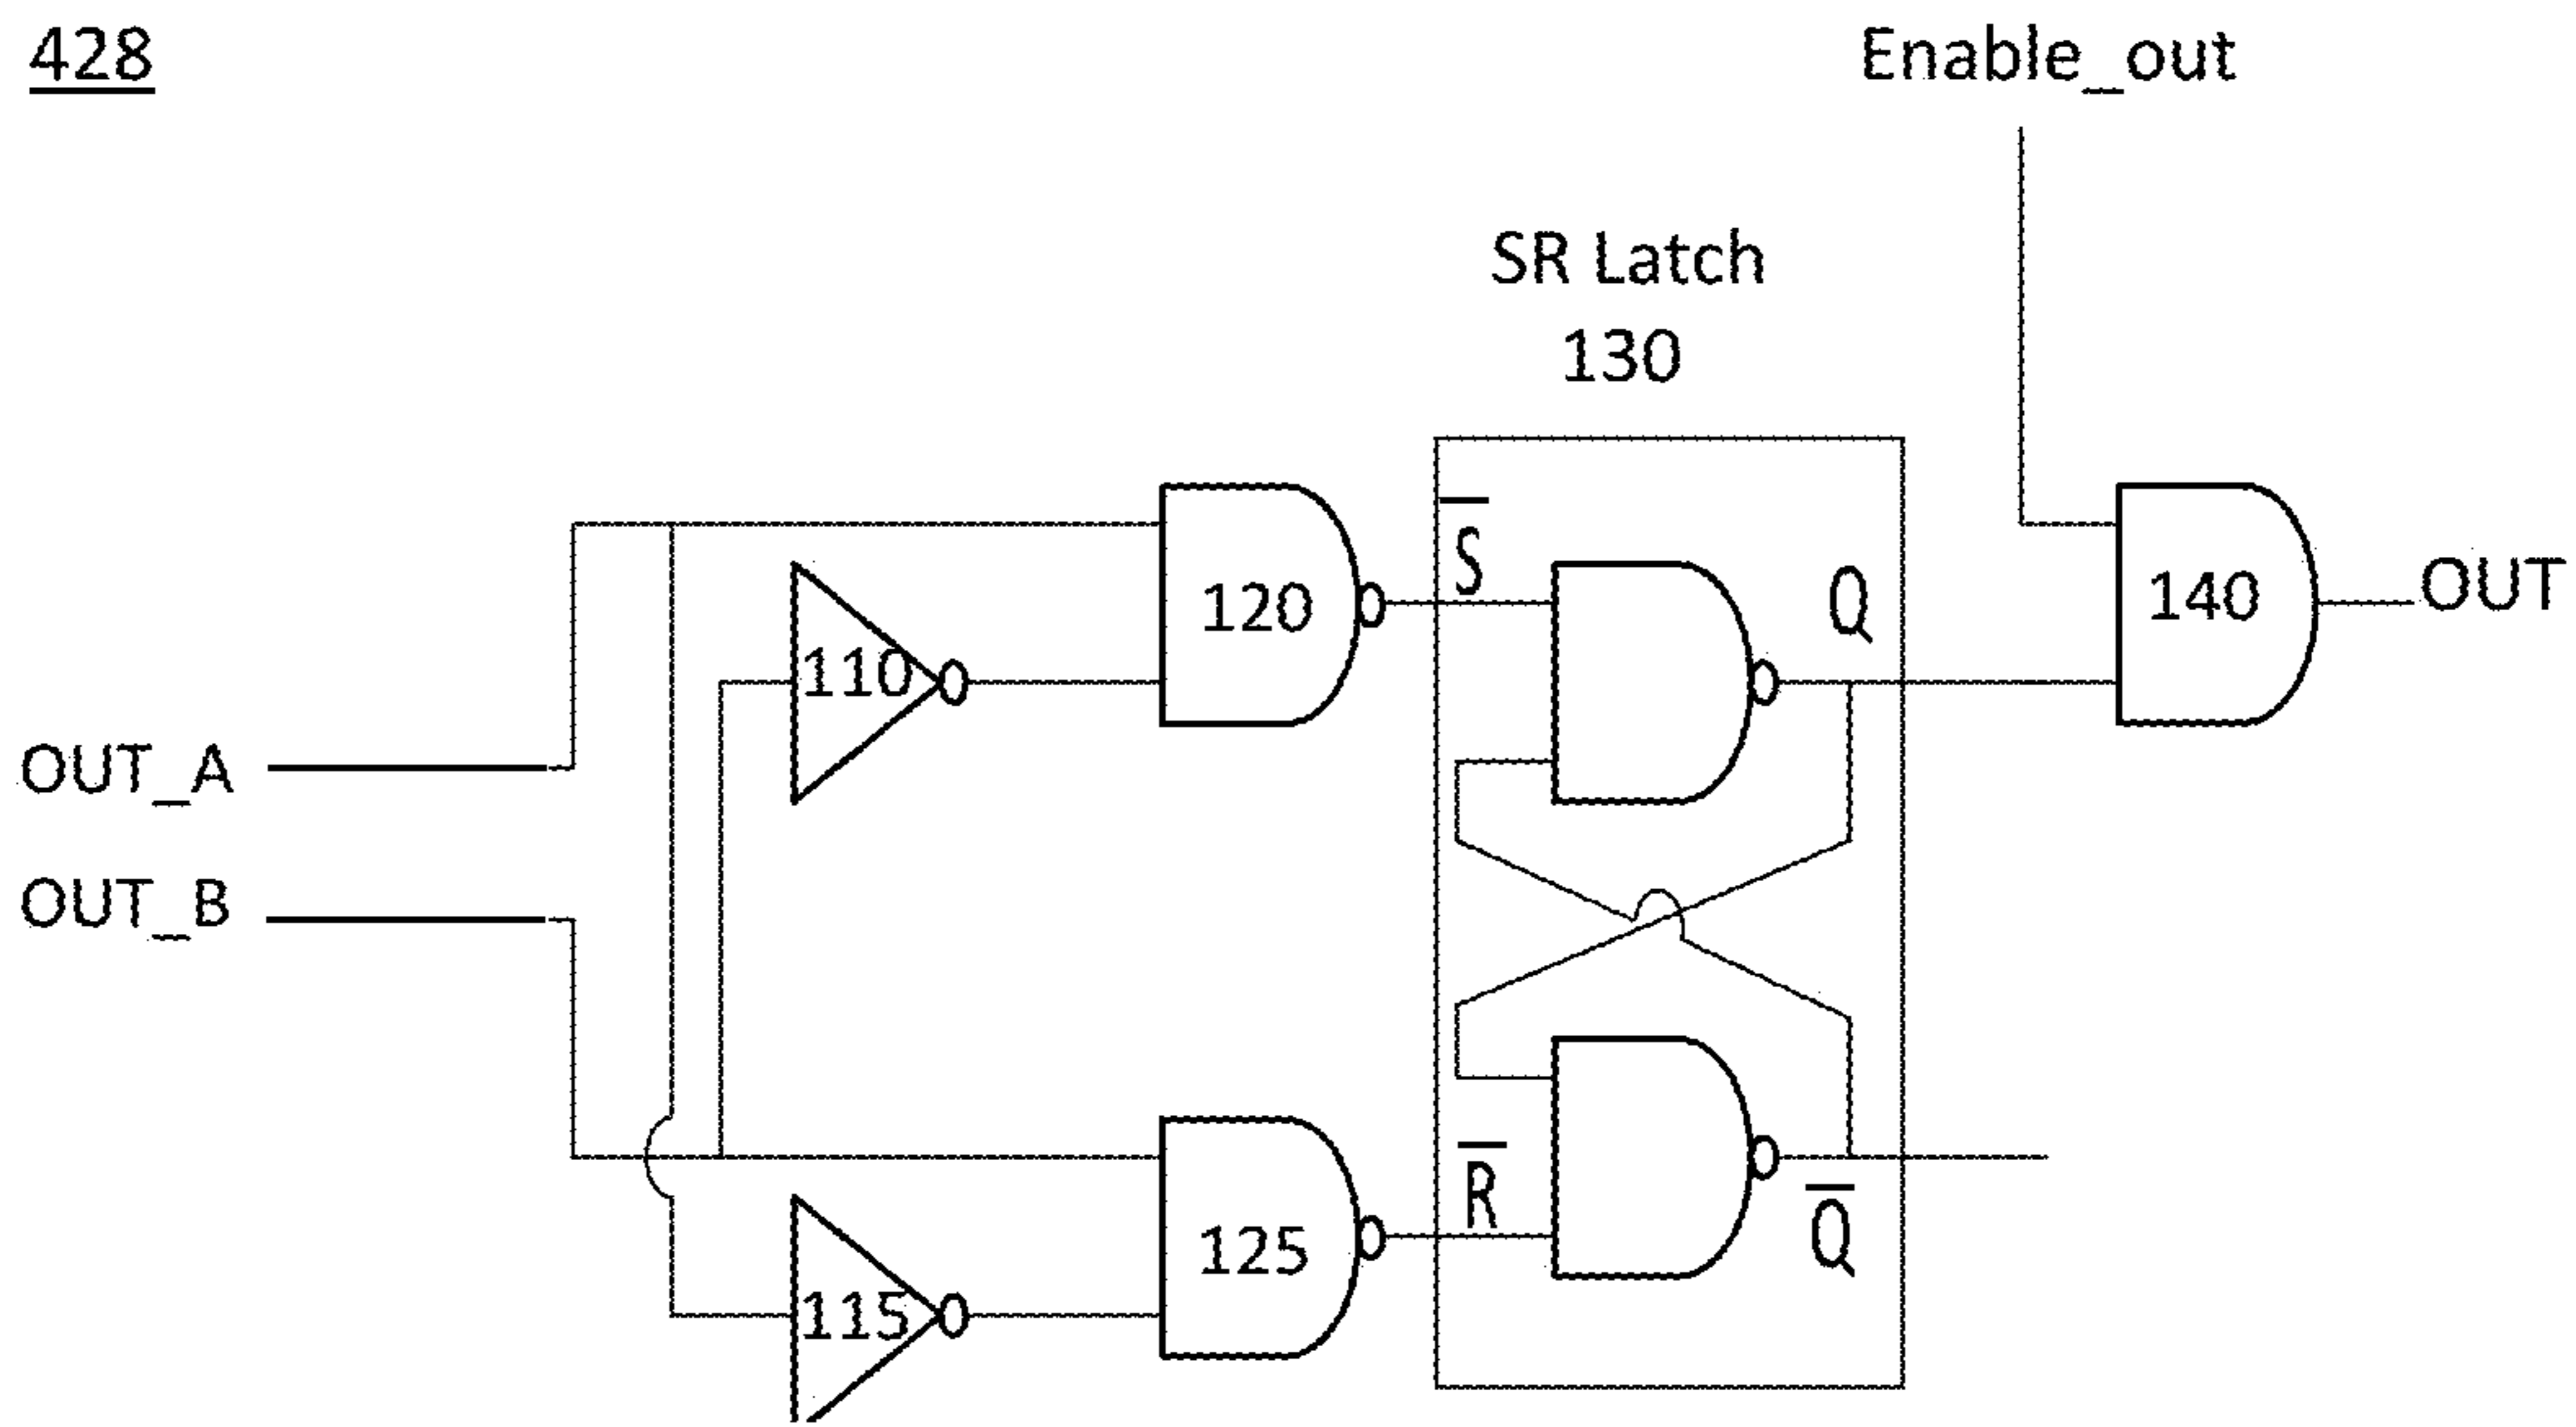 428
Enable_out
SR Latch
130
S̅
Q
120
140
OUT
110
OUT_A
OUT_B
R̅
125
Q̅
115